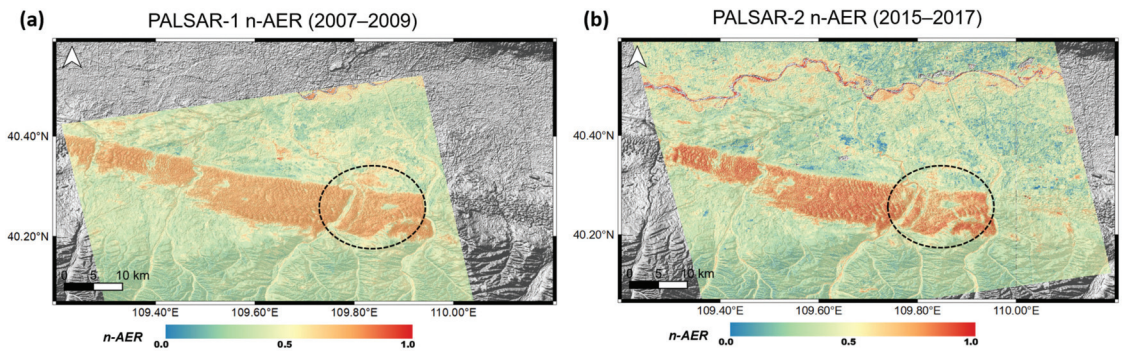 (a)
PALSAR-1 n-AER (2007–2009)
40.40°N
40.20°N
0 5 10 km
109.40°E 109.60°E 109.80°E 110.00°E
n-AER
0.0 0.5 1.0
(b)
PALSAR-2 n-AER (2015–2017)
40.40°N
40.20°N
0 5 10 km
109.40°E 109.60°E 109.80°E 110.00°E
n-AER
0.0 0.5 1.0